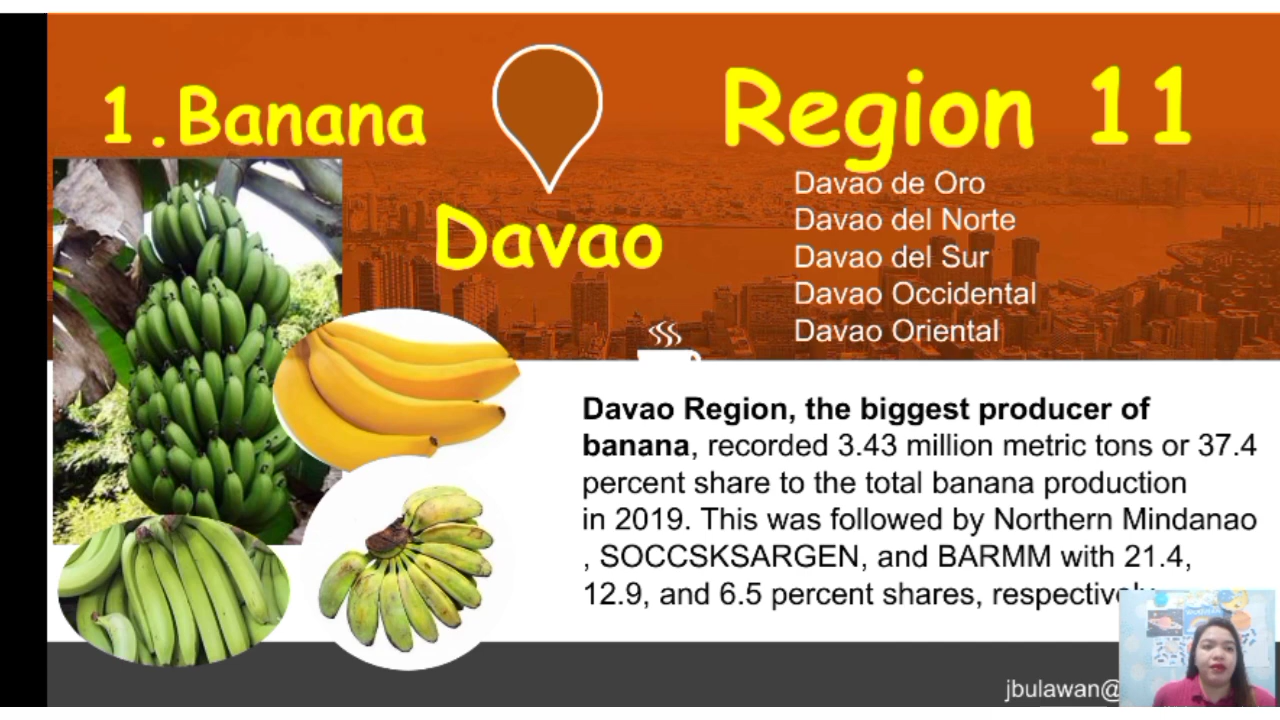 1.Banana
Region 11
Davao
Davao de Oro
Davao del Norte
Davao del Sur
Davao Occidental
Davao Oriental
Davao Region, the biggest producer of
banana, recorded 3.43 million metric tons or 37.4
percent share to the total banana production
in 2019. This was followed by Northern Mindanao
, SOCCSKSARGEN, and BARMM with 21.4,
12.9, and 6.5 percent shares, respectively
jbulawan@